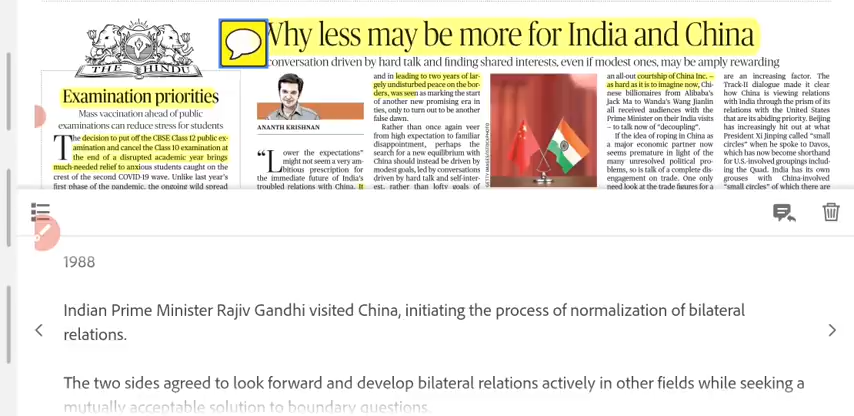 THE HINDU
Examination priorities
Mass vaccination ahead of public
examinations can reduce stress for students
The decision to put off the CBSE Class 12 public ex-
amination and cancel the Class 10 examination at
the end of a disrupted academic year brings
much-needed relief to anxious students caught on the
crest of the second COVID-19 wave. Unlike last year's
first phase of the pandemic, the ongoing wild spread
Why less may be more for India and China
conversation driven by hard talk and finding shared interests, even if modest ones, may be amply rewarding
ANANTH KRISHNAN
“Lower the expectations”
might not seem a very am-
bitious prescription for
the immediate future of India's
troubled relations with China. It
and in leading to two years of lar-
gely undisturbed peace on the bor-
ders, was seen as marking the start
of another new promising era in
ties, only to turn out to be another
false dawn.
Rather than once again veer
from high expectation to familiar
disappointment, perhaps the
search for a new equilibrium with
China should instead be driven by
modest goals, led by conversations
driven by hard talk and self-inter-
est, rather than lofty goals of
GETTY IMAGES/ISTOCKPHOTO
an all-out courtship of China Inc. –
as hard as it is to imagine now, Chi-
nese billionaires from Alibaba's
Jack Ma to Wanda's Wang Jianlin
all received audiences with the
Prime Minister on their India visits
– to talk now of “decoupling”.
If the idea of roping in China as
a major economic partner now
seems premature in light of the
many unresolved political pro-
blems, so is talk of a complete dis-
engagement on trade. One only
need look at the trade figures for a
are an increasing factor. The
Track-II dialogue made it clear
how China is viewing relations
with India through the prism of its
relations with the United States
that are its abiding priority. Beijing
has increasingly hit out at what
President Xi Jinping called “small
circles” when he spoke to Davos,
which has now become shorthand
for U.S.-involved groupings includ-
ing the Quad. India has its own
grouses with China-involved
“small circles” of which there are
1988
Indian Prime Minister Rajiv Gandhi visited China, initiating the process of normalization of bilateral
relations.
The two sides agreed to look forward and develop bilateral relations actively in other fields while seeking a
mutually acceptable solution to boundary questions.